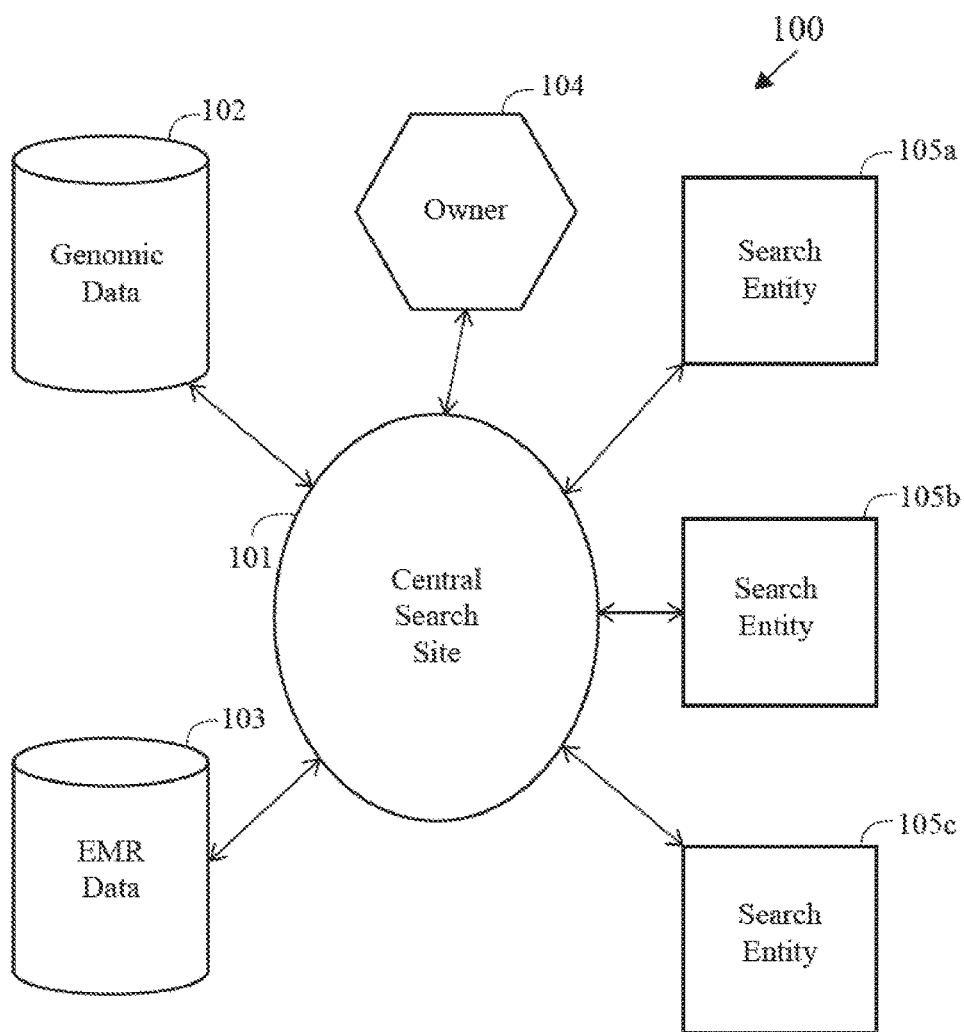 100
102
104
105a
Genomic
Data
Owner
Search
Entity
105b
101
Central
Search
Site
Search
Entity
103
105c
EMR
Data
Search
Entity